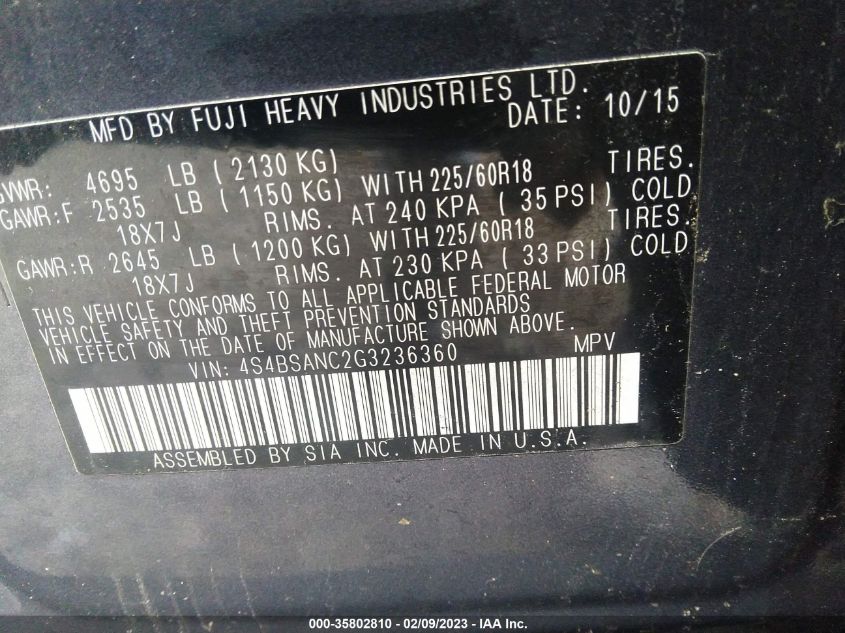 MFD BY FUJI HEAVY INDUSTRIES LTD.
DATE: 10/15
GVWR: 4695 LB (2130 KG)
GAWR:F 2535 LB (1150 KG) WITH 225/60R18 TIRES.
18X7J RIMS. AT 240 KPA (35 PSI) COLD
GAWR:R 2645 LB (1200 KG) WITH 225/60R18 TIRES.
18X7J RIMS. AT 230 KPA (33 PSI) COLD
THIS VEHICLE CONFORMS TO ALL APPLICABLE FEDERAL MOTOR
VEHICLE SAFETY AND THEFT PREVENTION STANDARDS
IN EFFECT ON THE DATE OF MANUFACTURE SHOWN ABOVE.
VIN: 4S4BSANC2G3236360 MPV
ASSEMBLED BY SIA INC. MADE IN U.S.A.
000-35802810 - 02/09/2023 - IAA Inc.